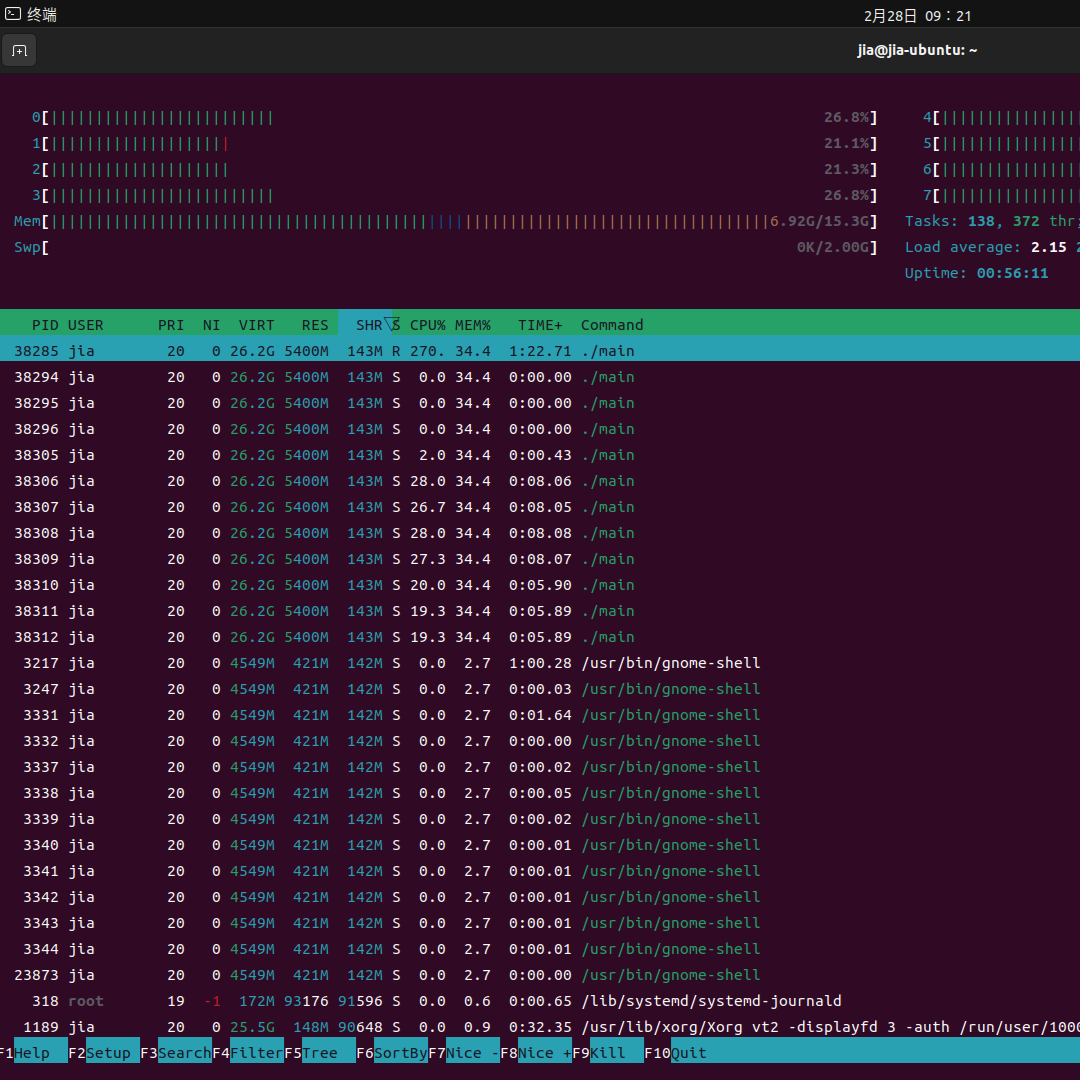 终端 2月28日 09：21
jia@jia-ubuntu: ~
0[||||||||||||||||||||||||| 26.8%] 4[||||||||||||||||
1[|||||||||||||||||||| 21.1%] 5[||||||||||||||||
2[|||||||||||||||||||| 21.3%] 6[||||||||||||||||
3[||||||||||||||||||||||||| 26.8%] 7[||||||||||||||||
Mem[||||||||||||||||||||||||||||||||||||||||||||||||||||||||||||||||||||||||||||||||6.92G/15.3G] Tasks: 138, 372 thr;
Swp[ 0K/2.00G] Load average: 2.15 2
Uptime: 00:56:11
PID USER PRI NI VIRT RES SHR▽S CPU% MEM% TIME+ Command
38285 jia 20 0 26.2G 5400M 143M R 270. 34.4 1:22.71 ./main
38294 jia 20 0 26.2G 5400M 143M S 0.0 34.4 0:00.00 ./main
38295 jia 20 0 26.2G 5400M 143M S 0.0 34.4 0:00.00 ./main
38296 jia 20 0 26.2G 5400M 143M S 0.0 34.4 0:00.00 ./main
38305 jia 20 0 26.2G 5400M 143M S 2.0 34.4 0:00.43 ./main
38306 jia 20 0 26.2G 5400M 143M S 28.0 34.4 0:08.06 ./main
38307 jia 20 0 26.2G 5400M 143M S 26.7 34.4 0:08.05 ./main
38308 jia 20 0 26.2G 5400M 143M S 28.0 34.4 0:08.08 ./main
38309 jia 20 0 26.2G 5400M 143M S 27.3 34.4 0:08.07 ./main
38310 jia 20 0 26.2G 5400M 143M S 20.0 34.4 0:05.90 ./main
38311 jia 20 0 26.2G 5400M 143M S 19.3 34.4 0:05.89 ./main
38312 jia 20 0 26.2G 5400M 143M S 19.3 34.4 0:05.89 ./main
3217 jia 20 0 4549M 421M 142M S 0.0 2.7 1:00.28 /usr/bin/gnome-shell
3247 jia 20 0 4549M 421M 142M S 0.0 2.7 0:00.03 /usr/bin/gnome-shell
3331 jia 20 0 4549M 421M 142M S 0.0 2.7 0:01.64 /usr/bin/gnome-shell
3332 jia 20 0 4549M 421M 142M S 0.0 2.7 0:00.00 /usr/bin/gnome-shell
3337 jia 20 0 4549M 421M 142M S 0.0 2.7 0:00.02 /usr/bin/gnome-shell
3338 jia 20 0 4549M 421M 142M S 0.0 2.7 0:00.05 /usr/bin/gnome-shell
3339 jia 20 0 4549M 421M 142M S 0.0 2.7 0:00.02 /usr/bin/gnome-shell
3340 jia 20 0 4549M 421M 142M S 0.0 2.7 0:00.01 /usr/bin/gnome-shell
3341 jia 20 0 4549M 421M 142M S 0.0 2.7 0:00.01 /usr/bin/gnome-shell
3342 jia 20 0 4549M 421M 142M S 0.0 2.7 0:00.01 /usr/bin/gnome-shell
3343 jia 20 0 4549M 421M 142M S 0.0 2.7 0:00.01 /usr/bin/gnome-shell
3344 jia 20 0 4549M 421M 142M S 0.0 2.7 0:00.01 /usr/bin/gnome-shell
23873 jia 20 0 4549M 421M 142M S 0.0 2.7 0:00.00 /usr/bin/gnome-shell
318 root 19 -1 172M 93176 91596 S 0.0 0.6 0:00.65 /lib/systemd/systemd-journald
1189 jia 20 0 25.5G 148M 90648 S 0.0 0.9 0:32.35 /usr/lib/xorg/Xorg vt2 -displayfd 3 -auth /run/user/1000
F1Help F2Setup F3SearchF4FilterF5Tree F6SortByF7Nice -F8Nice +F9Kill F10Quit